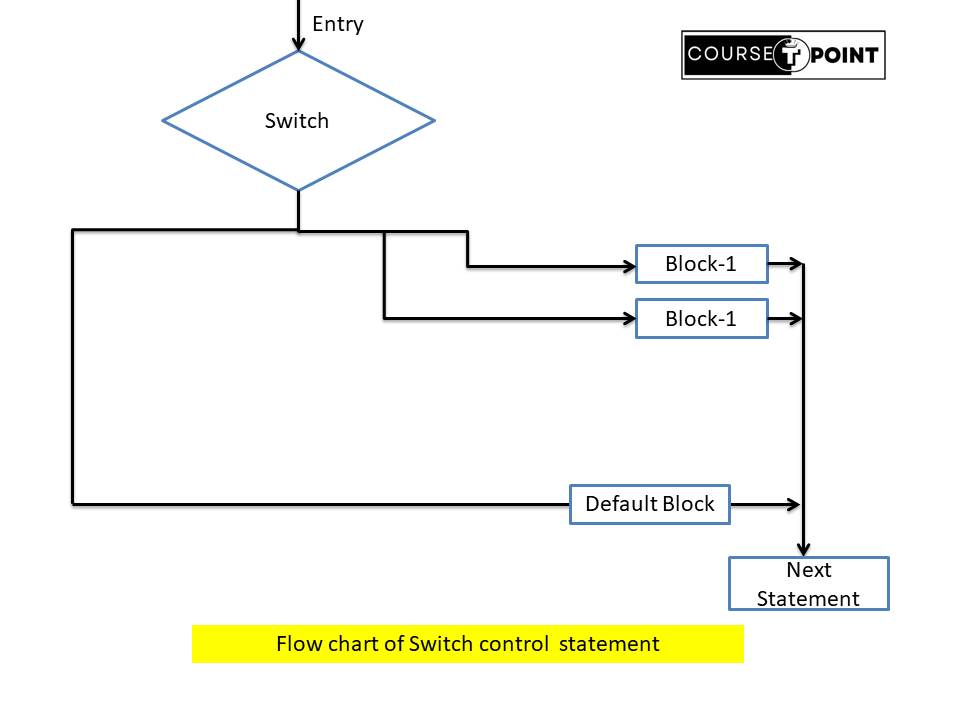 Entry
COURSE T POINT
Switch
Block-1
Block-1
Default Block
Next
Statement
Flow chart of Switch control  statement